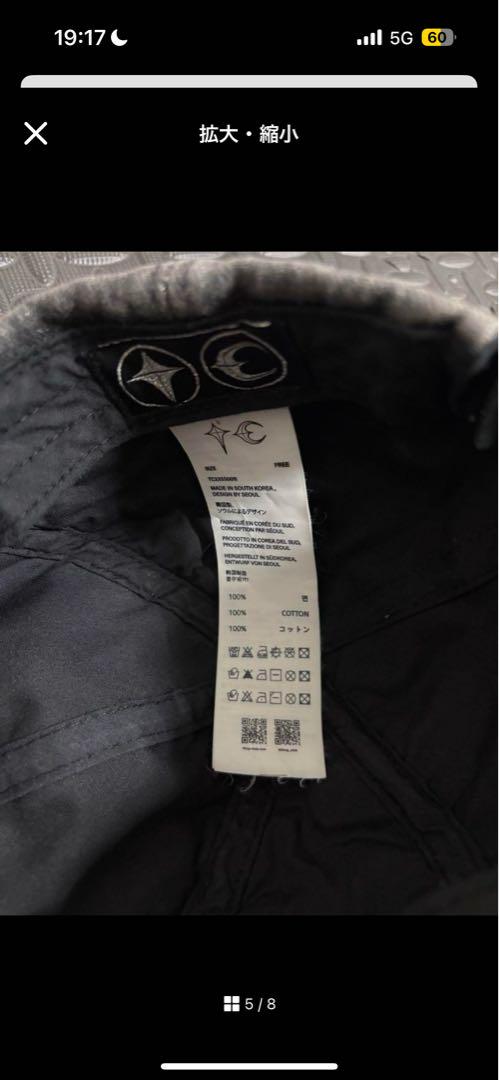 19:17
5G
60
拡大・縮小
SIZE FREE
MADE IN SOUTH KOREA,
DESIGN BY SEOUL
韓国製,
ソウルによるデザイン
FABRIQUÉ EN CORÉE DU SUD,
CONCEPTION PAR SÉOUL
PRODOTTO IN COREA DEL SUD,
PROGETTAZIONE DI SEOUL
HERGESTELLT IN SÜDKOREA,
ENTWURF VON SEOUL
100% 면
100% COTTON
100% コットン
5 / 8